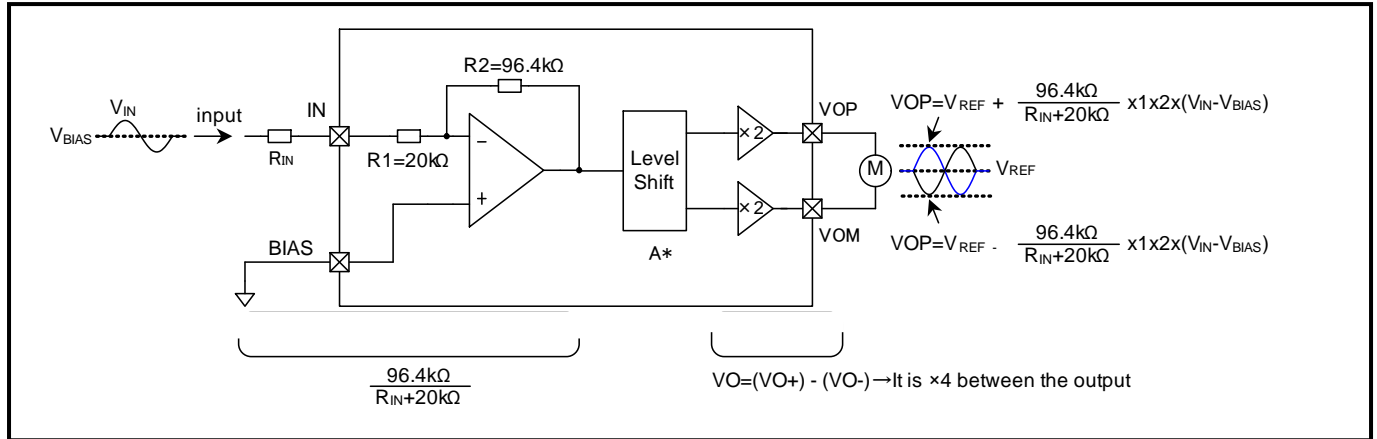 R2=96.4kΩ
VIN
VBIAS
input
IN
RIN
R1=20kΩ
−
+
BIAS
Level
Shift
A*
×2
×2
VOP
VOM
M
VOP=VREF + 96.4kΩ/RIN+20kΩ x1x2x(VIN-VBIAS)
VREF
VOP=VREF - 96.4kΩ/RIN+20kΩ x1x2x(VIN-VBIAS)
96.4kΩ
RIN+20kΩ
VO=(VO+) - (VO-)→It is ×4 between the output